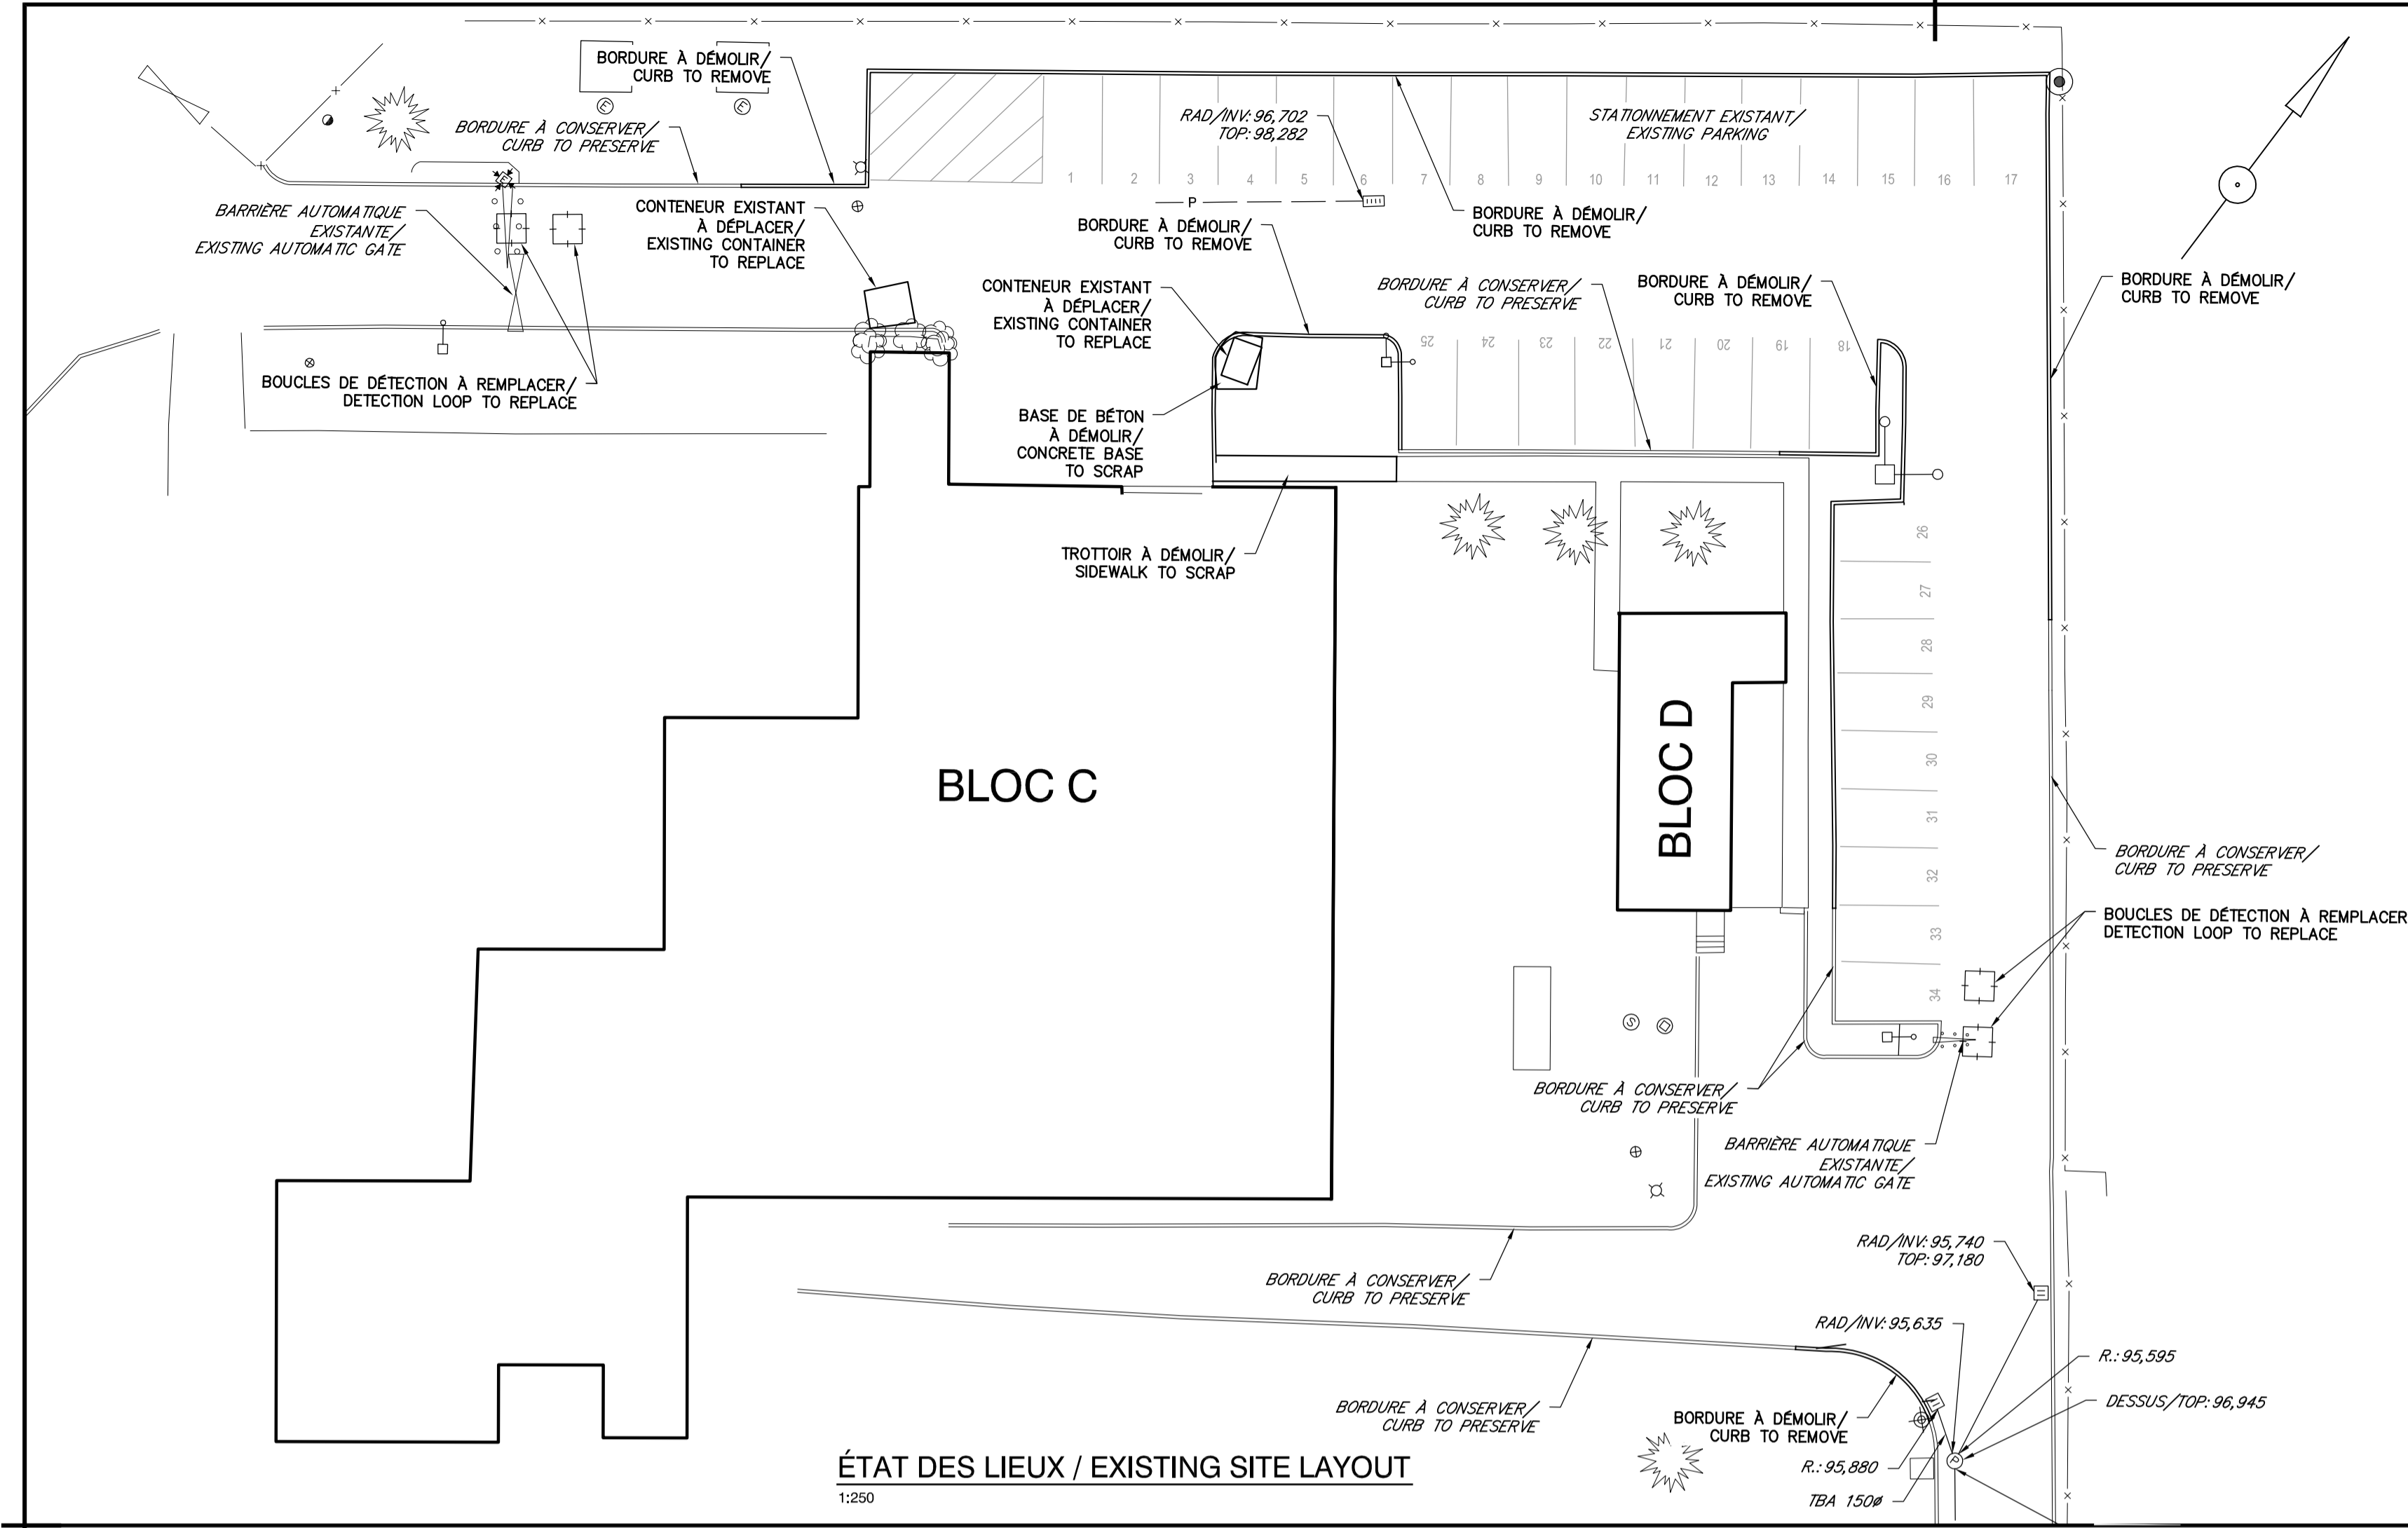 BORDURE À DÉMOLIR/
CURB TO REMOVE
E
E
BORDURE À CONSERVER/
CURB TO PRESERVE
E
BARRIÈRE AUTOMATIQUE
EXISTANTE/
EXISTING AUTOMATIC GATE
CONTENEUR EXISTANT
À DÉPLACER/
EXISTING CONTAINER
TO REPLACE
BOUCLES DE DÉTECTION À REMPLACER/
DETECTION LOOP TO REPLACE
RAD/INV: 96,702
TOP: 98,282
P
STATIONNEMENT EXISTANT/
EXISTING PARKING
1 2 3 4 5 6 7 8 9 10 11 12 13 14 15 16 17
BORDURE À DÉMOLIR/
CURB TO REMOVE
BORDURE À DÉMOLIR/
CURB TO REMOVE
CONTENEUR EXISTANT
À DÉPLACER/
EXISTING CONTAINER
TO REPLACE
BORDURE À CONSERVER/
CURB TO PRESERVE
BORDURE À DÉMOLIR/
CURB TO REMOVE
BORDURE À DÉMOLIR/
CURB TO REMOVE
25 24 23 22 21 20 19 18
BASE DE BÉTON
À DÉMOLIR/
CONCRETE BASE
TO SCRAP
TROTTOIR À DÉMOLIR/
SIDEWALK TO SCRAP
26
27
28
29
30
31
32
33
34
BLOC C
BLOC D
BORDURE À CONSERVER/
CURB TO PRESERVE
BOUCLES DE DÉTECTION À REMPLACER
DETECTION LOOP TO REPLACE
S
BORDURE À CONSERVER/
CURB TO PRESERVE
BARRIÈRE AUTOMATIQUE
EXISTANTE/
EXISTING AUTOMATIC GATE
RAD/INV: 95,740
TOP: 97,180
BORDURE À CONSERVER/
CURB TO PRESERVE
RAD/INV: 95,635
R.: 95,595
DESSUS/TOP: 96,945
BORDURE À CONSERVER/
CURB TO PRESERVE
BORDURE À DÉMOLIR/
CURB TO REMOVE
P
R.: 95,880
TBA 150ø
ÉTAT DES LIEUX / EXISTING SITE LAYOUT
1:250